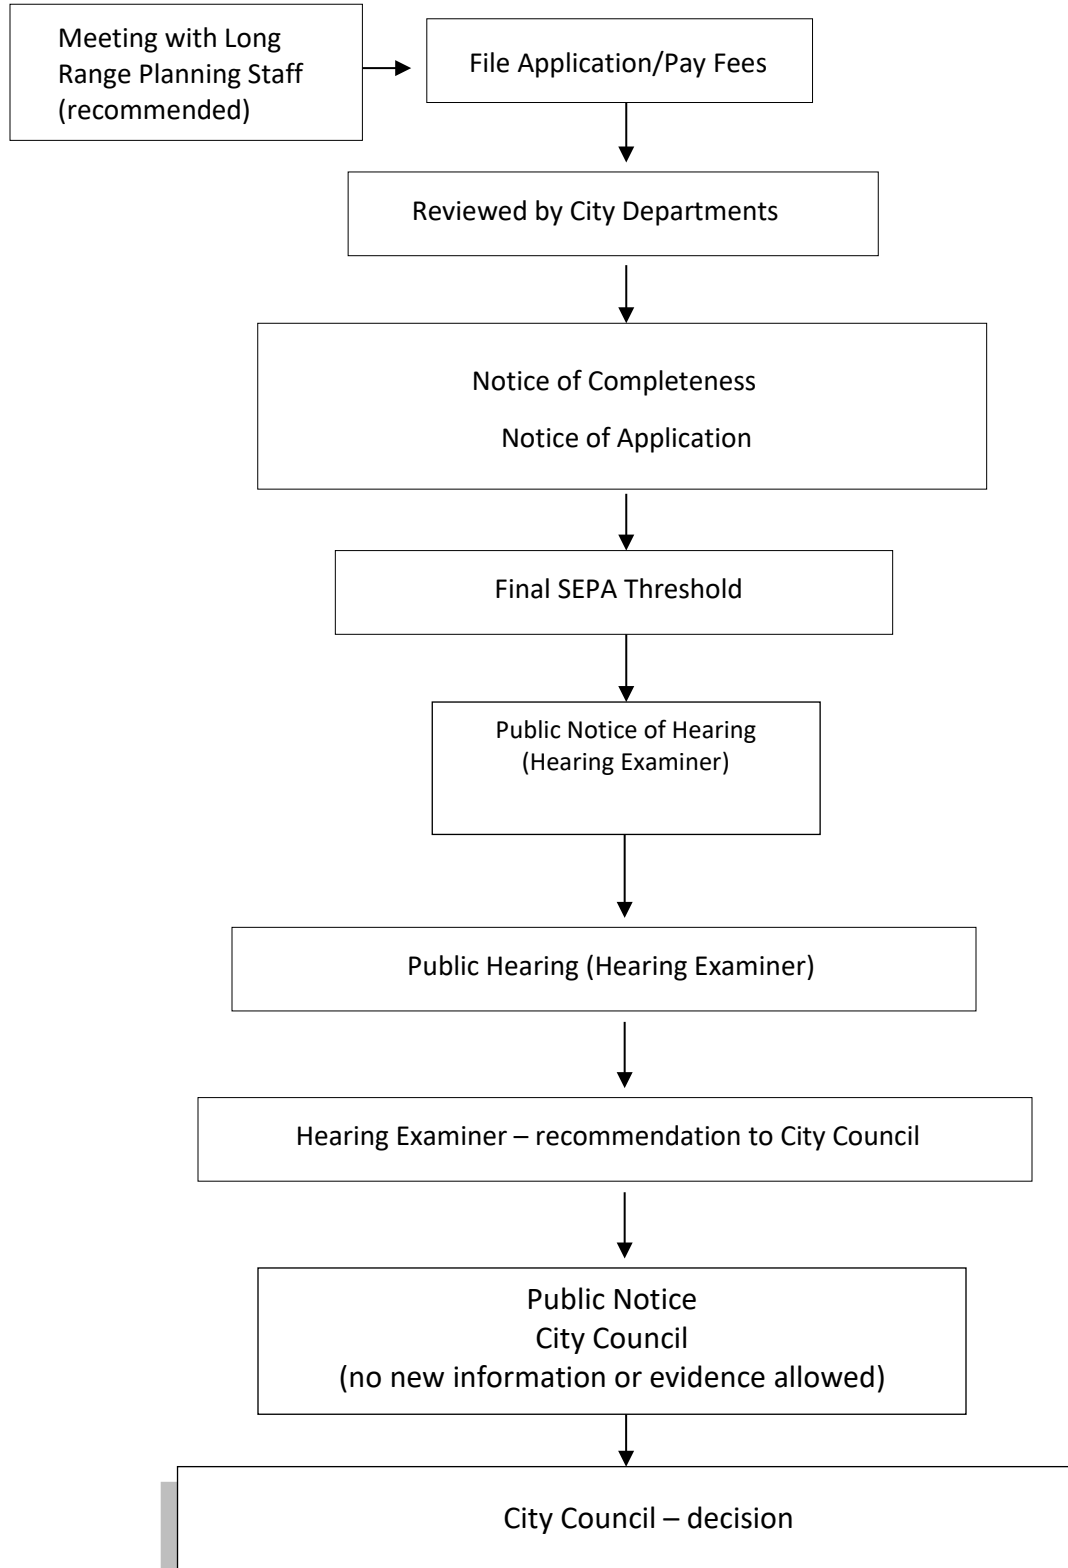 Meeting with Long
Range Planning Staff
(recommended)
File Application/Pay Fees
Reviewed by City Departments
Notice of Completeness
Notice of Application
Final SEPA Threshold
Public Notice of Hearing
(Hearing Examiner)
Public Hearing (Hearing Examiner)
Hearing Examiner – recommendation to City Council
Public Notice
City Council
(no new information or evidence allowed)
City Council – decision